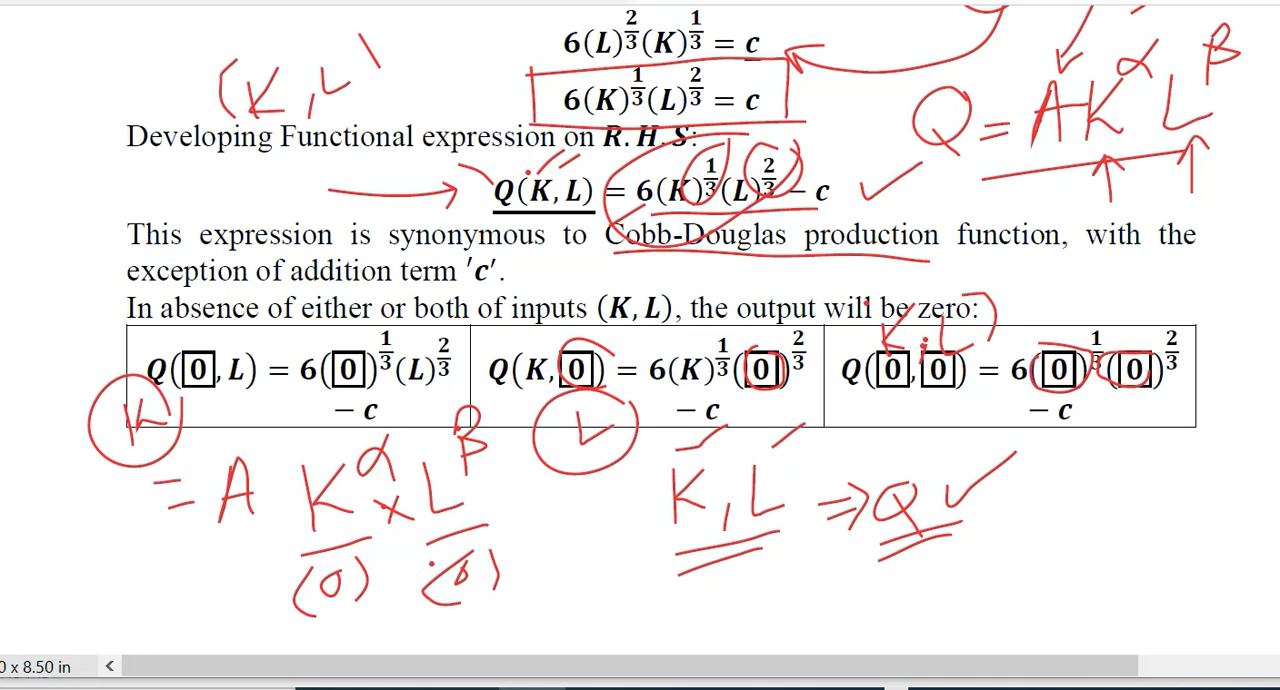 6(L)^{2/3}(K)^{1/3} = c
(K, L)
6(K)^{1/3}(L)^{2/3} = c
Q = AK^α L^β
Developing Functional expression on R.H.S:
Q(K, L) = 6(K)^{1/3}(L)^{2/3} − c
This expression is synonymous to Cobb-Douglas production function, with the
exception of addition term 'c'.
In absence of either or both of inputs (K, L), the output will be zero:
K, L)
Q(0, L) = 6(0)^{1/3}(L)^{2/3} − c
Q(K, 0) = 6(K)^{1/3}(0)^{2/3} − c
Q(0, 0) = 6(0)^{1/3}(0)^{2/3} − c
K
L
= A K^α × L^β
K, L ⇒ Q
(0)
0 x 8.50 in